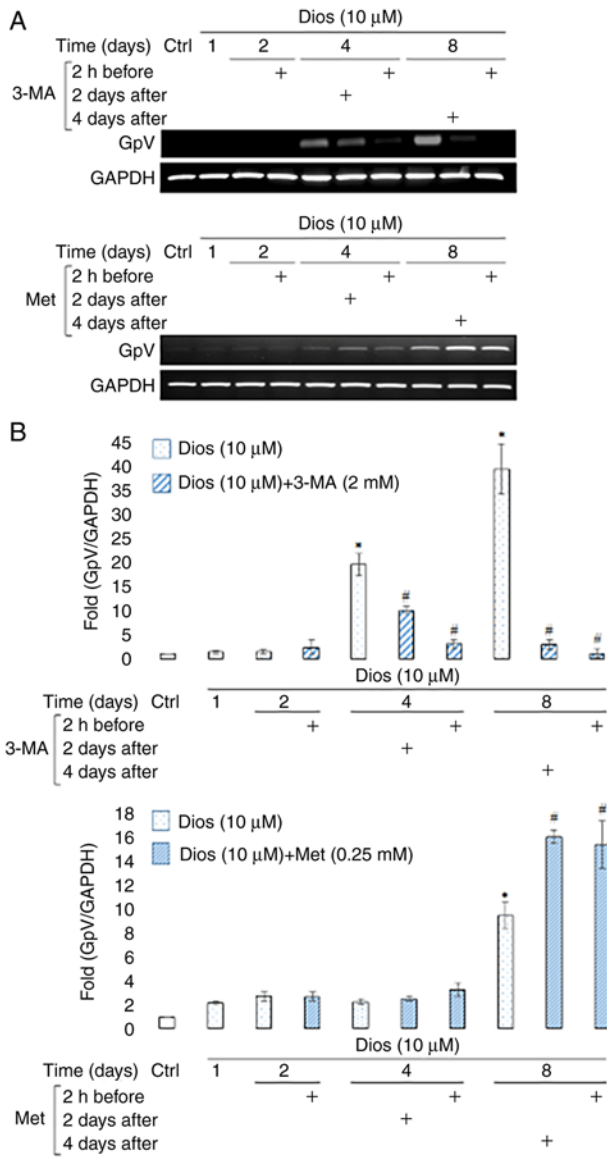 A
Dios (10 μM)
Time (days) Ctrl 1 2 4 8
2 h before + + +
3-MA 2 days after +
4 days after +
GpV
GAPDH
Dios (10 μM)
Time (days) Ctrl 1 2 4 8
2 h before + + +
Met 2 days after +
4 days after +
GpV
GAPDH
B
Fold (GpV/GAPDH)
45
40
35
30
25
20
15
10
5
0
Dios (10 μM)
Dios (10 μM)+3-MA (2 mM)
* # # * # #
Dios (10 μM)
Time (days) Ctrl 1 2 4 8
2 h before + + +
3-MA 2 days after +
4 days after +
Fold (GpV/GAPDH)
18
16
14
12
10
8
6
4
2
0
Dios (10 μM)
Dios (10 μM)+Met (0.25 mM)
* # #
Dios (10 μM)
Time (days) Ctrl 1 2 4 8
2 h before + + +
Met 2 days after +
4 days after +